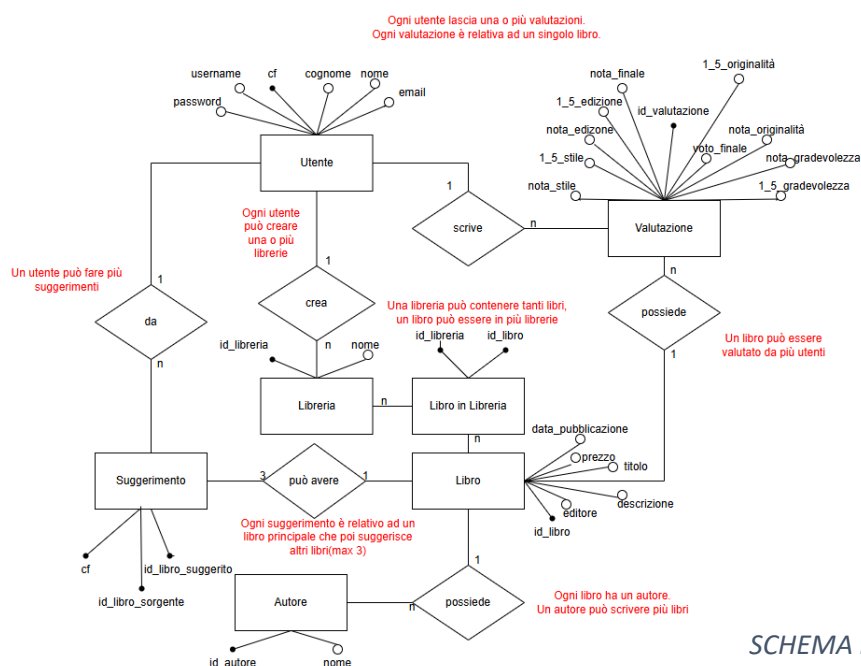 Ogni utente lascia una o più valutazioni.
Ogni valutazione è relativa ad un singolo libro.
username
cf
cognome
nome
password
email
nota_finale
1_5_originalità
1_5_edizione
id_valutazione
nota_edizone
voto_finale
nota_originalità
1_5_stile
nota_gradevolezza
nota_stile
1_5_gradevolezza
Utente
1
scrive
n
Valutazione
Ogni utente
può creare
una o più
librerie
Un utente può fare più
suggerimenti
1
da
n
1
crea
n
n
possiede
1
Una libreria può contenere tanti libri,
un libro può essere in più librerie
Un libro può essere
valutato da più utenti
id_libreria
nome
id_libreria
id_libro
Libreria
n
Libro in Libreria
n
data_pubblicazione
prezzo
titolo
descrizione
editore
id_libro
Suggerimento
3
può avere
1
Libro
Ogni suggerimento è relativo ad un
libro principale che poi suggerisce
altri libri(max 3)
cf
id_libro_suggerito
id_libro_sorgente
1
possiede
n
Autore
Ogni libro ha un autore.
Un autore può scrivere più libri
id_autore
nome
SCHEMA